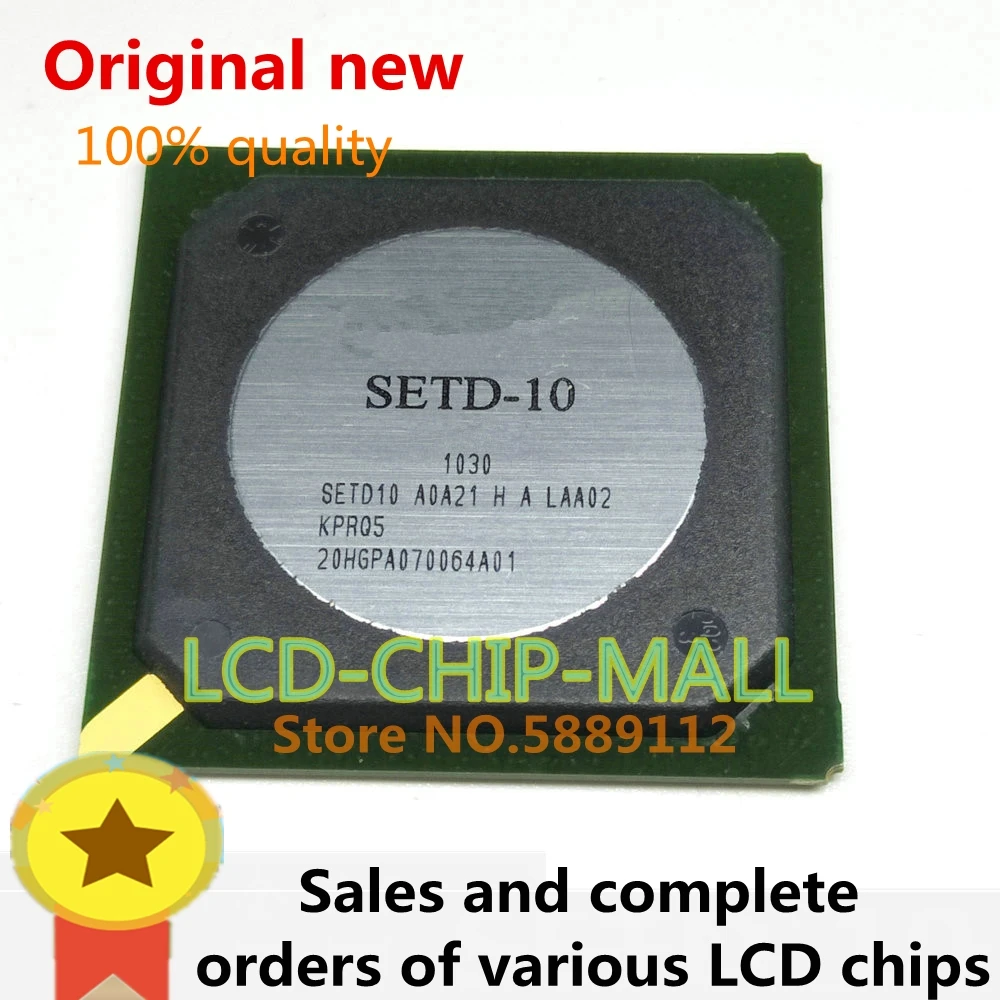 Original new
100% quality
SETD-10
1030
SETD10 A0A21 H A LAA02
KPRQ5
20HGPA070064A01
LCD-CHIP-MALL
Store NO.5889112
Sales and complete
orders of various LCD chips